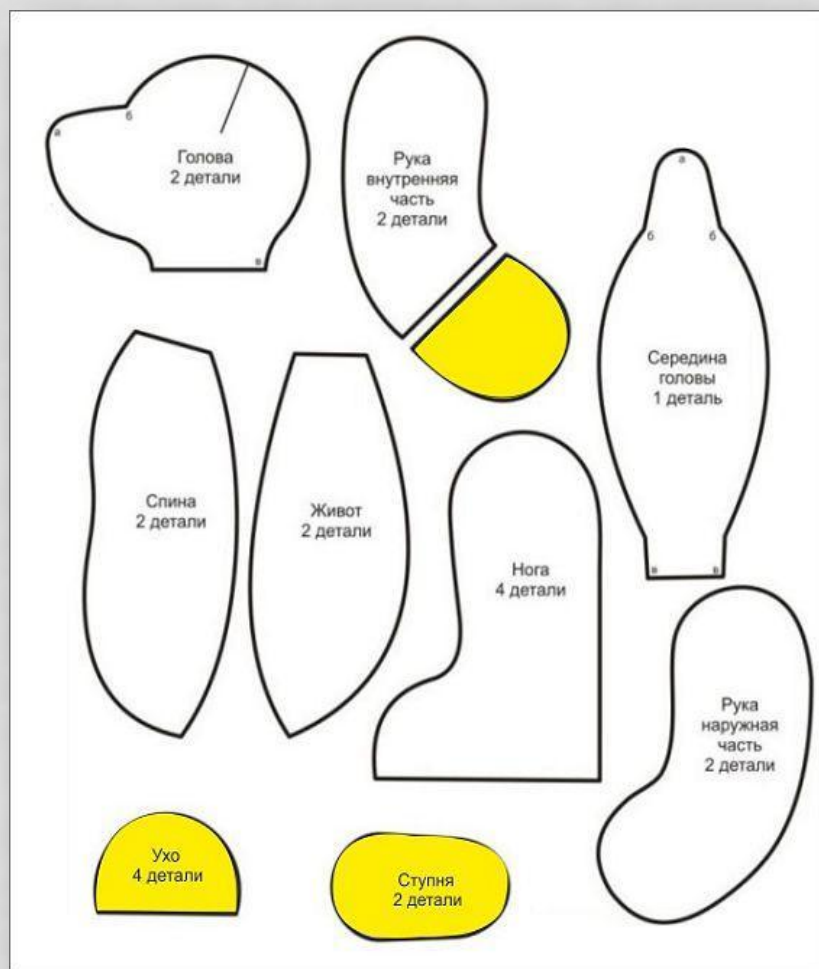 а
б
Голова
2 детали
в
Рука
внутренняя
часть
2 детали
а
б
б
Середина
головы
1 деталь
в
в
Спина
2 детали
Живот
2 детали
Нога
4 детали
Рука
наружная
часть
2 детали
Ухо
4 детали
Ступня
2 детали